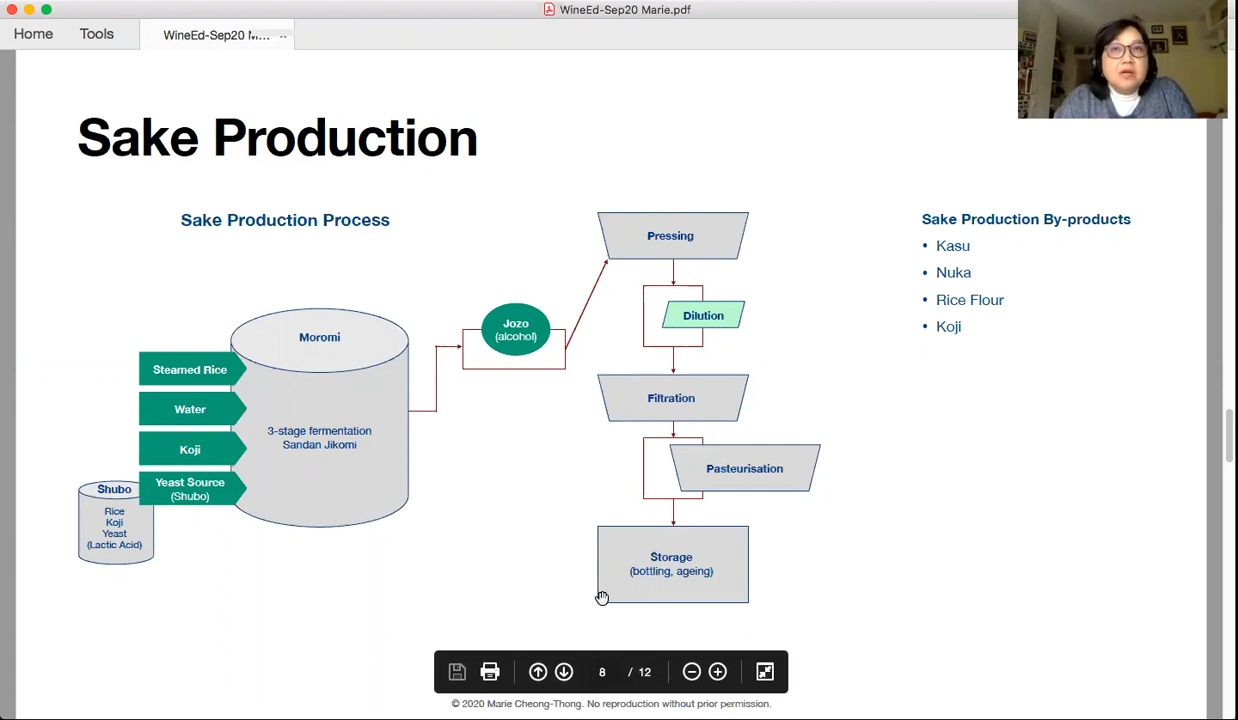 WineEd-Sep20 Marie.pdf
Home
Tools
WineEd-Sep20 M...
Sake Production
Sake Production Process
Moromi
Steamed Rice
Water
Koji
Yeast Source
(Shubo)
3-stage fermentation
Sandan Jikomi
Shubo
Rice
Koji
Yeast
(Lactic Acid)
Jozo
(alcohol)
Pressing
Dilution
Filtration
Pasteurisation
Storage
(bottling, ageing)
Sake Production By-products
• Kasu
• Nuka
• Rice Flour
• Koji
8 / 12
© 2020 Marie Cheong-Thong. No reproduction without prior permission.